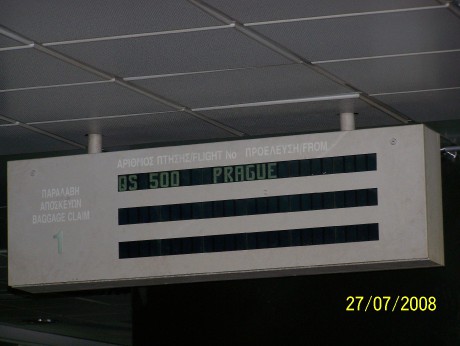 ΑΡΙΘΜΟΣ ΠΤΗΣΗΣ/FLIGHT No ΠΡΟΕΛΕΥΣΗ/FROM
QS 500 PRAGUE
ΠΑΡΑΛΑΒΗ
ΑΠΟΣΚΕΥΩΝ
BAGGAGE CLAIM
1
27/07/2008